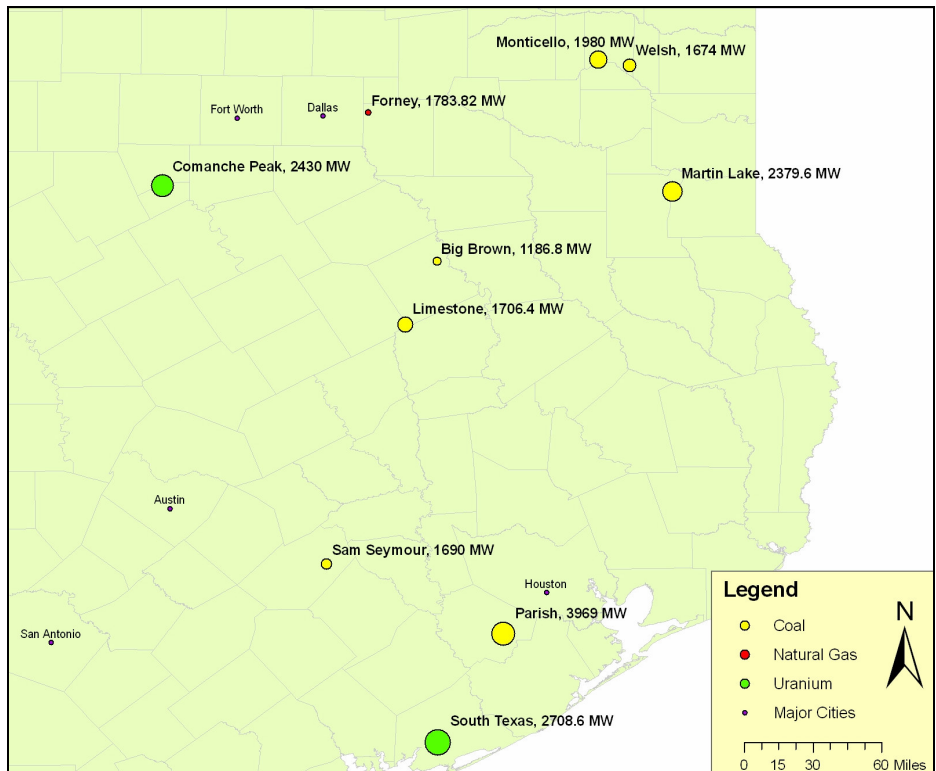 Monticello, 1980 MW
Welsh, 1674 MW
Fort Worth
Dallas
Forney, 1783.82 MW
Comanche Peak, 2430 MW
Martin Lake, 2379.6 MW
Big Brown, 1186.8 MW
Limestone, 1706.4 MW
Austin
Sam Seymour, 1690 MW
Houston
Parish, 3969 MW
San Antonio
South Texas, 2708.6 MW
Legend
Coal
Natural Gas
Uranium
Major Cities
N
0 15 30 60 Miles